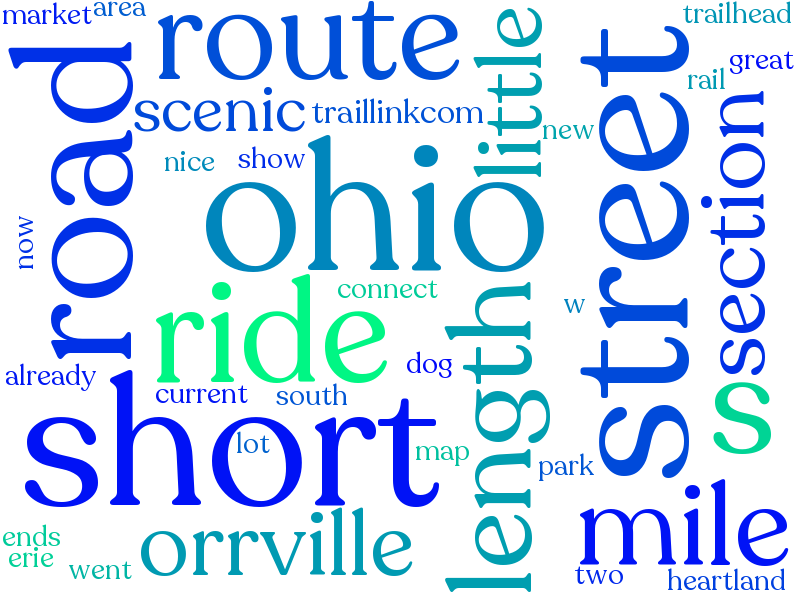 market
area
route
little
trailhead
road
scenic
traillinkcom
street
rail
great
nice
show
new
section
ohio
now
ride
connect
length
w
already
current
south
dog
s
short
lot
map
park
mile
ends
erie
went
orrville
two
heartland